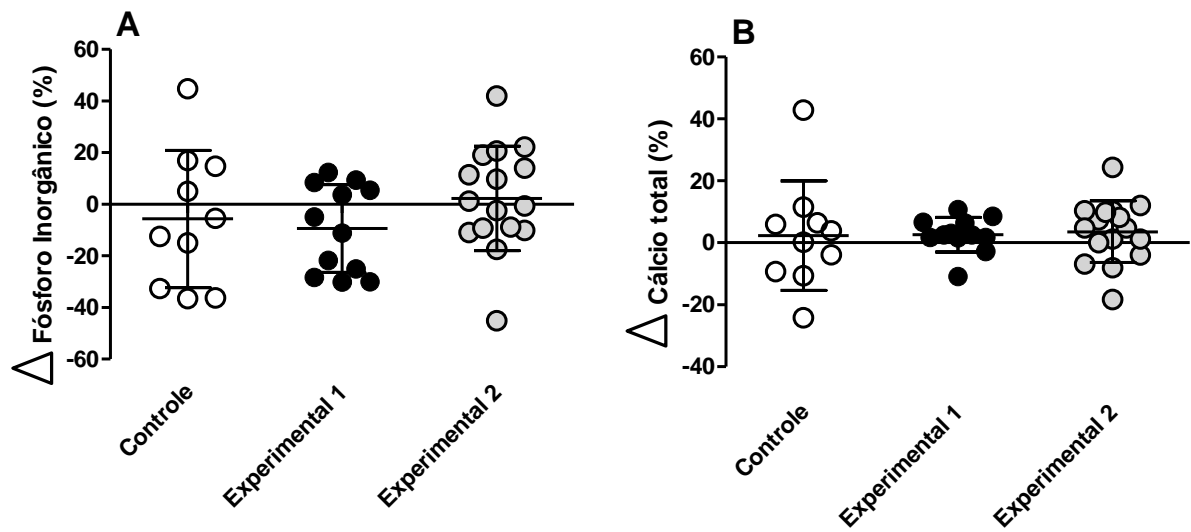 A
60
40
20
0
-20
-40
-60
△ Fósforo Inorgânico (%)
Controle
Experimental 1
Experimental 2
B
60
40
20
0
-20
-40
△ Cálcio total (%)
Controle
Experimental 1
Experimental 2